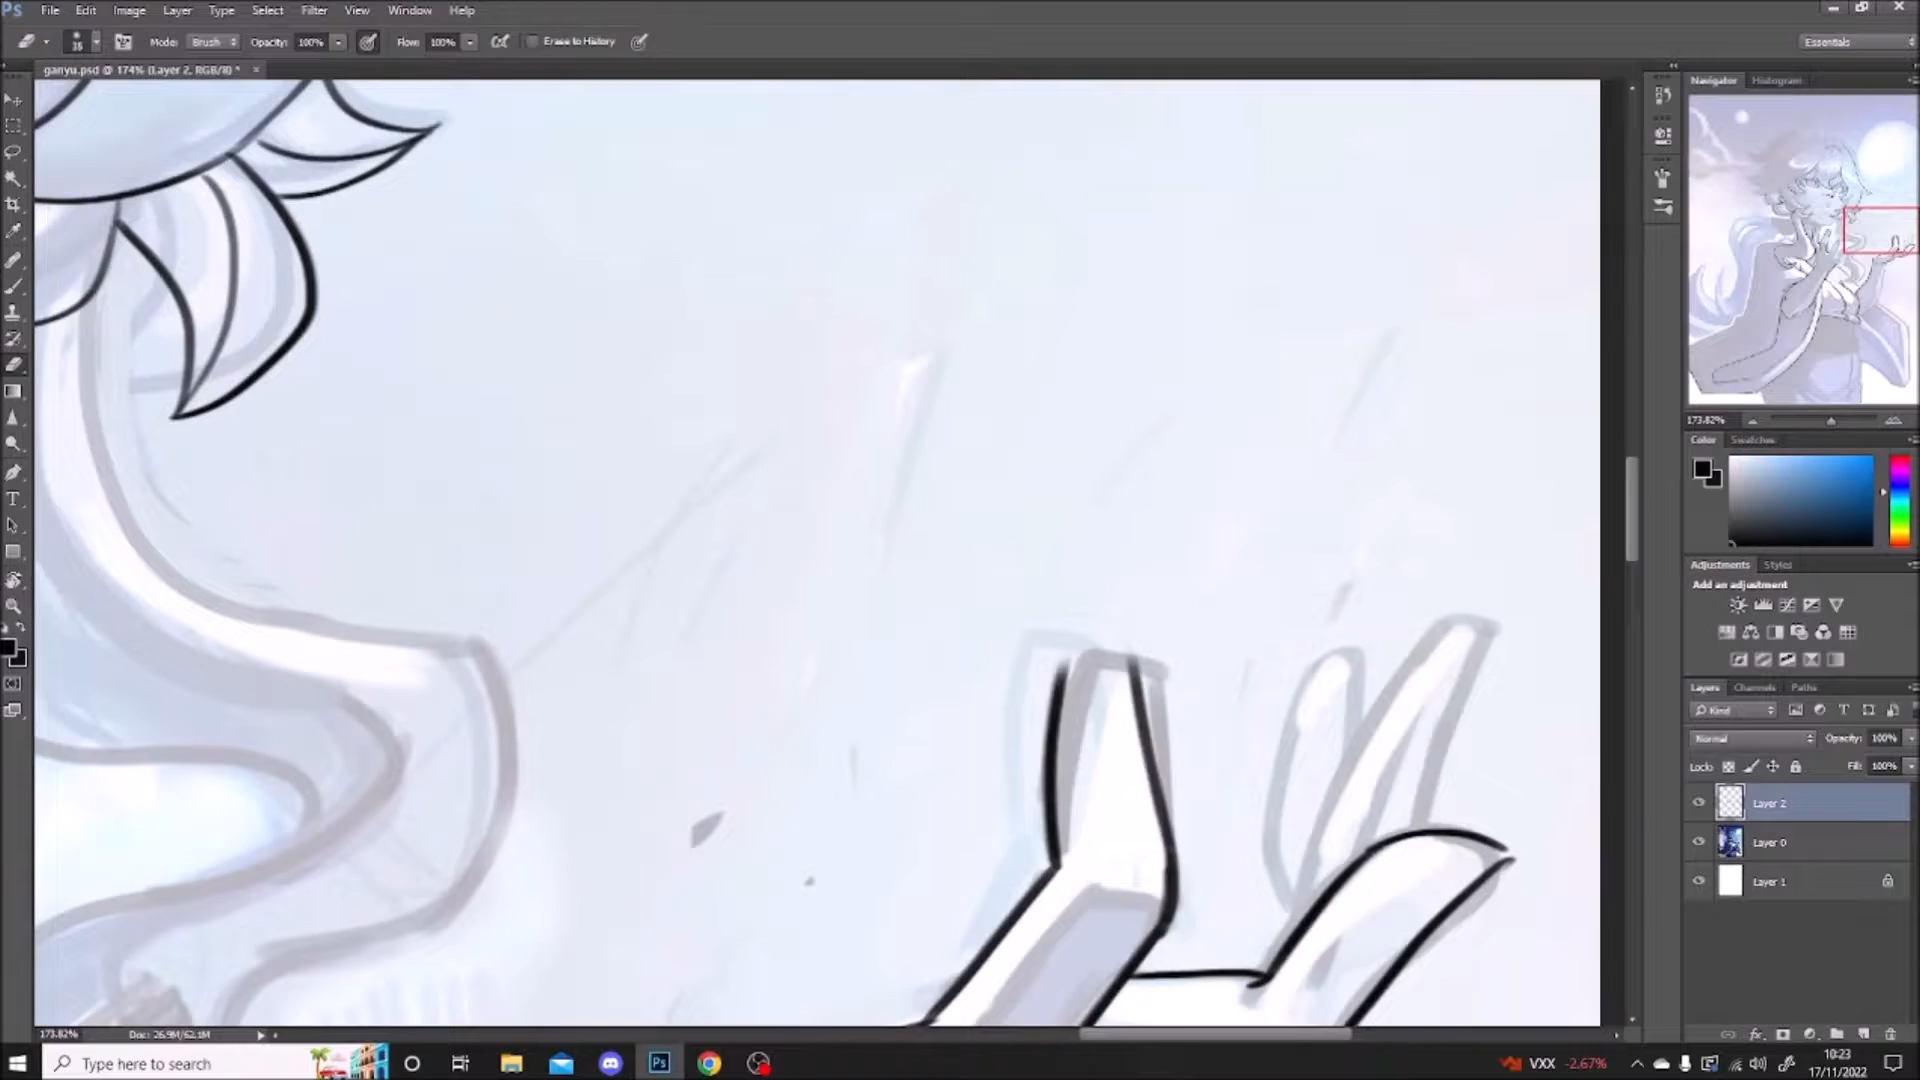 Ps File Edit Image Layer Type Select Filter View Window Help
35 Mode: Brush Opacity: 100% Flow: 100% Erase to History Essentials
ganyu.psd @ 174% (Layer 2, RGB/8) * ×
Navigator Histogram
173.82%
Color Swatches
Adjustments Styles
Add an adjustment
Layers Channels Paths
Kind
Normal Opacity: 100%
Lock: Fill: 100%
Layer 2
Layer 0
Layer 1
173.82% Doc: 26.9M/62.1M
Type here to search
Ps
VXX -2.67%
10:23
17/11/2022